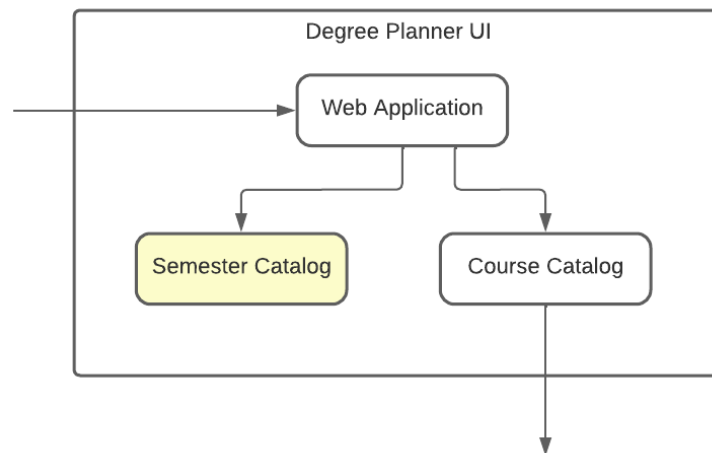 Degree Planner UI
Web Application
Semester Catalog
Course Catalog